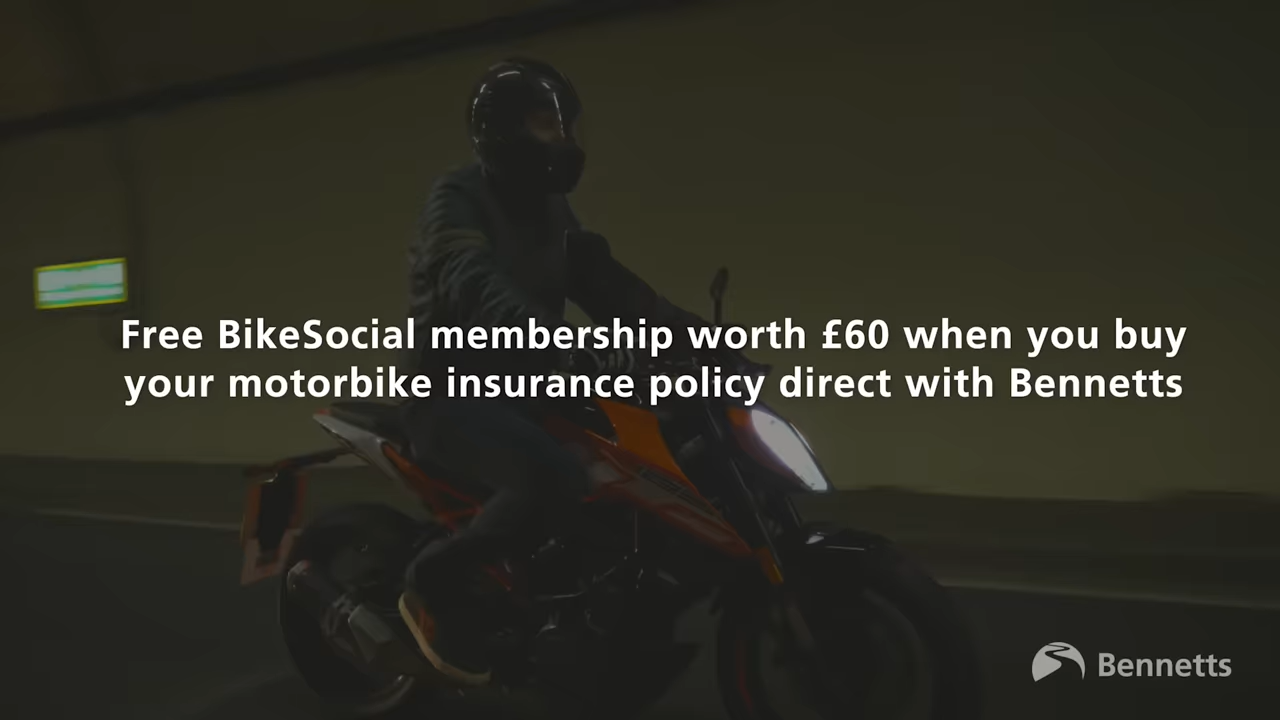 Free BikeSocial membership worth £60 when you buy
your motorbike insurance policy direct with Bennetts
Bennetts